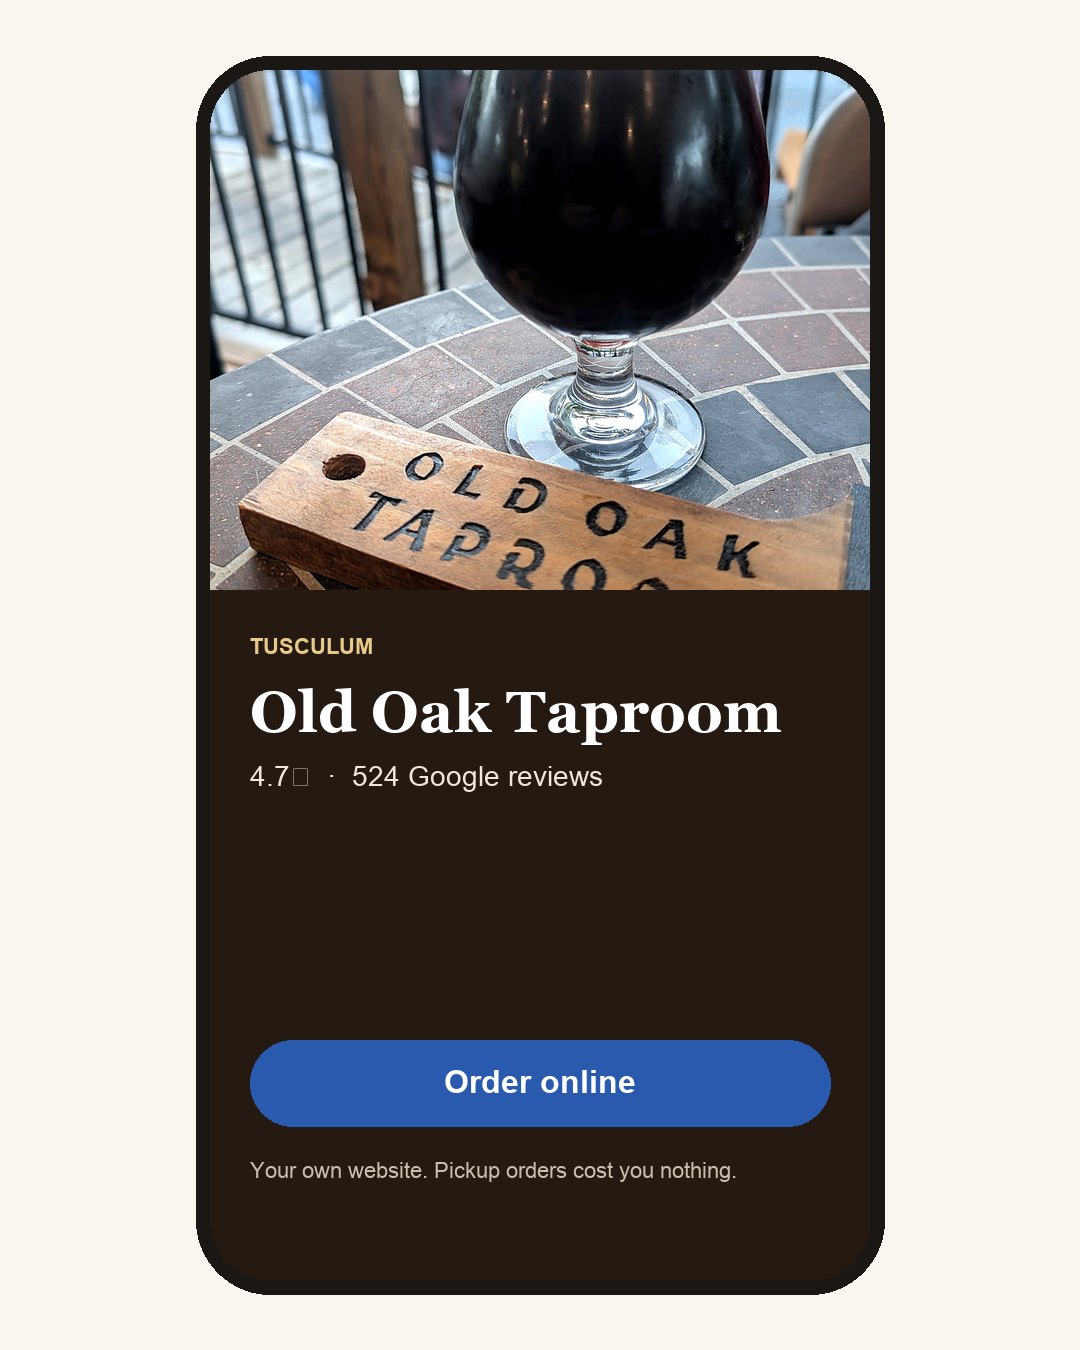 OLD OAK
TAPROO
TUSCULUM
Old Oak Taproom
4.7□ · 524 Google reviews
Order online
Your own website. Pickup orders cost you nothing.